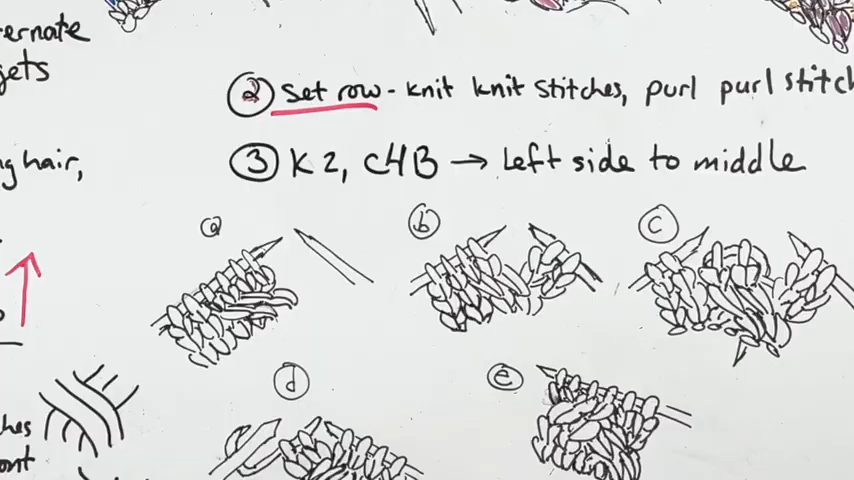 ernate
gets
② Set row - knit knit stitches, purl purl stitch
③ K2, C4B → Left side to middle
ng hair,
a b c
d e
hes
ont